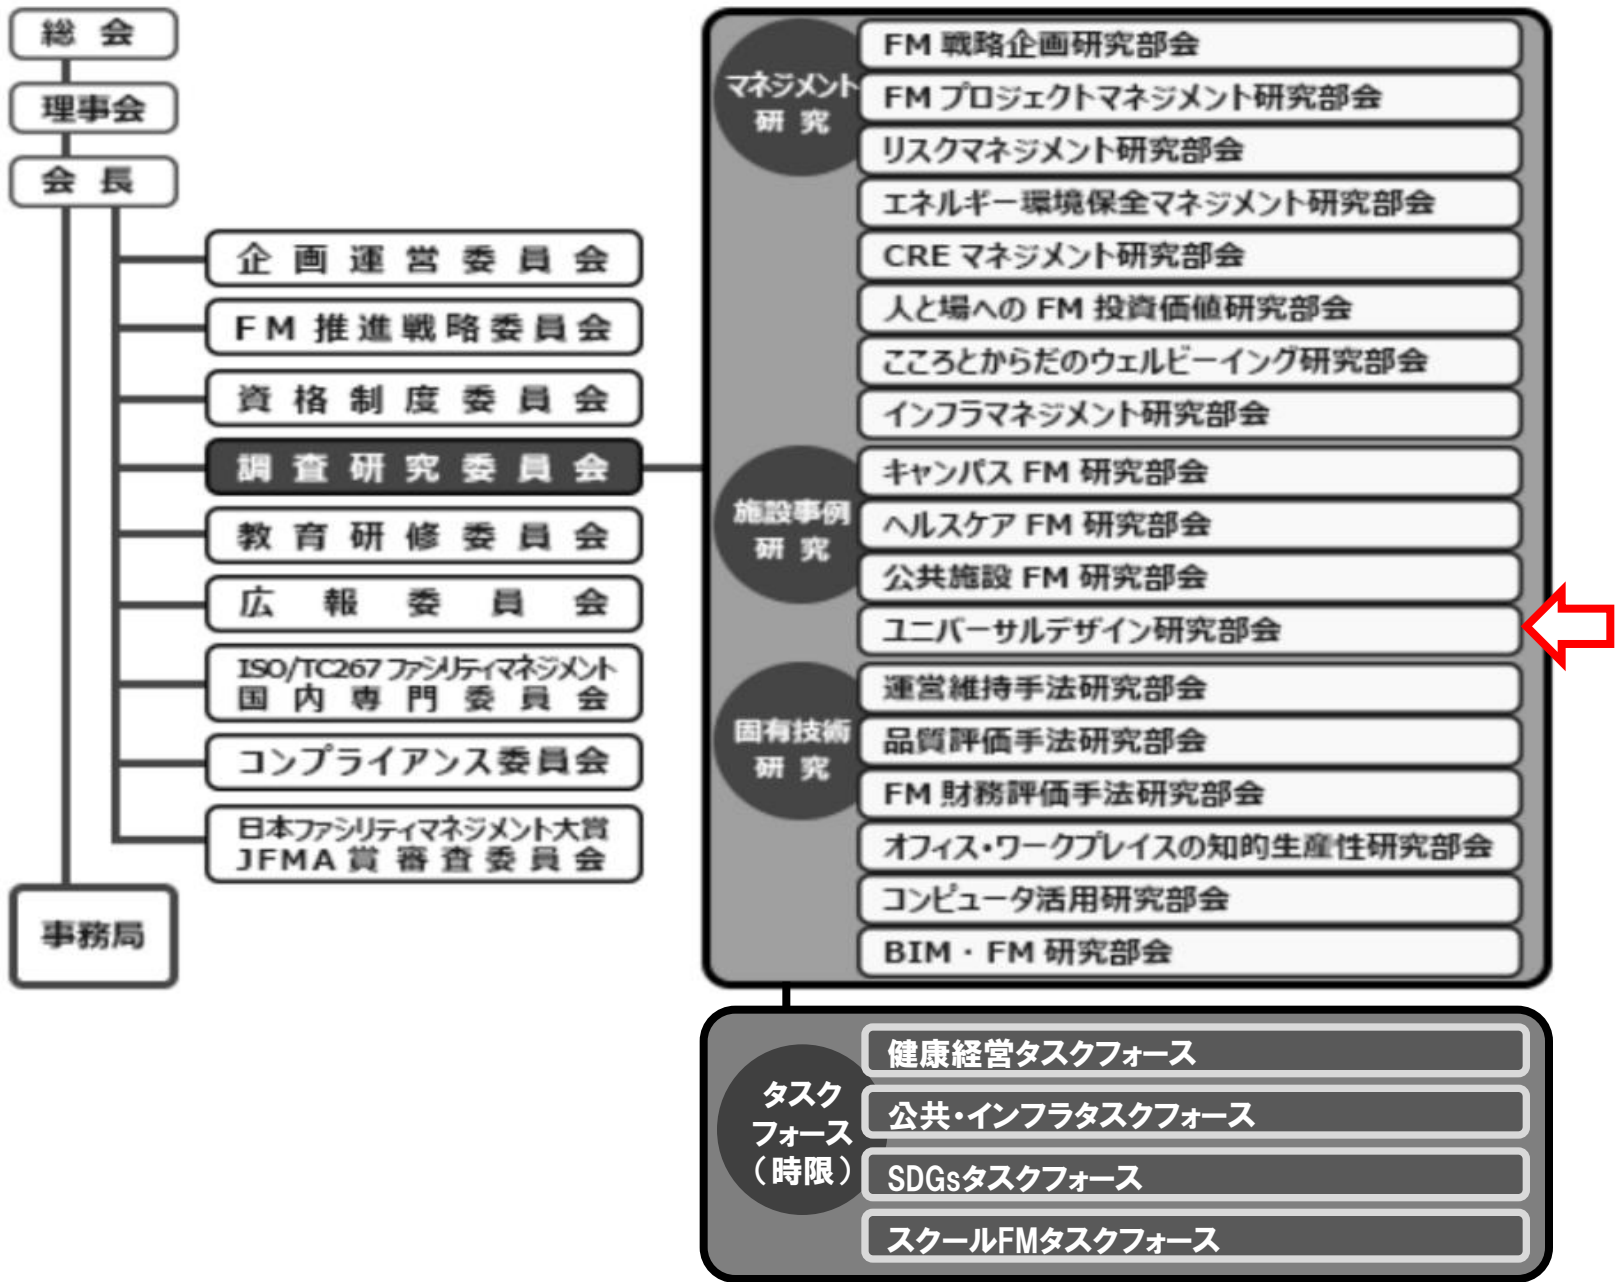 総会
理事会
会長
企画運営委員会
FM推進戦略委員会
資格制度委員会
調査研究委員会
教育研修委員会
広報委員会
ISO/TC267ファシリティマネジメント
国内専門委員会
コンプライアンス委員会
日本ファシリティマネジメント大賞
JFMA賞審査委員会
事務局
マネジメント
研究
FM 戦略企画研究部会
FM プロジェクトマネジメント研究部会
リスクマネジメント研究部会
エネルギー環境保全マネジメント研究部会
CRE マネジメント研究部会
人と場への FM 投資価値研究部会
こころとからだのウェルビーイング研究部会
インフラマネジメント研究部会
施設事例
研究
キャンパス FM 研究部会
ヘルスケア FM 研究部会
公共施設 FM 研究部会
ユニバーサルデザイン研究部会
固有技術
研究
運営維持手法研究部会
品質評価手法研究部会
FM 財務評価手法研究部会
オフィス・ワークプレイスの知的生産性研究部会
コンピュータ活用研究部会
BIM・FM 研究部会
タスク
フォース
(時限)
健康経営タスクフォース
公共・インフラタスクフォース
SDGsタスクフォース
スクールFMタスクフォース